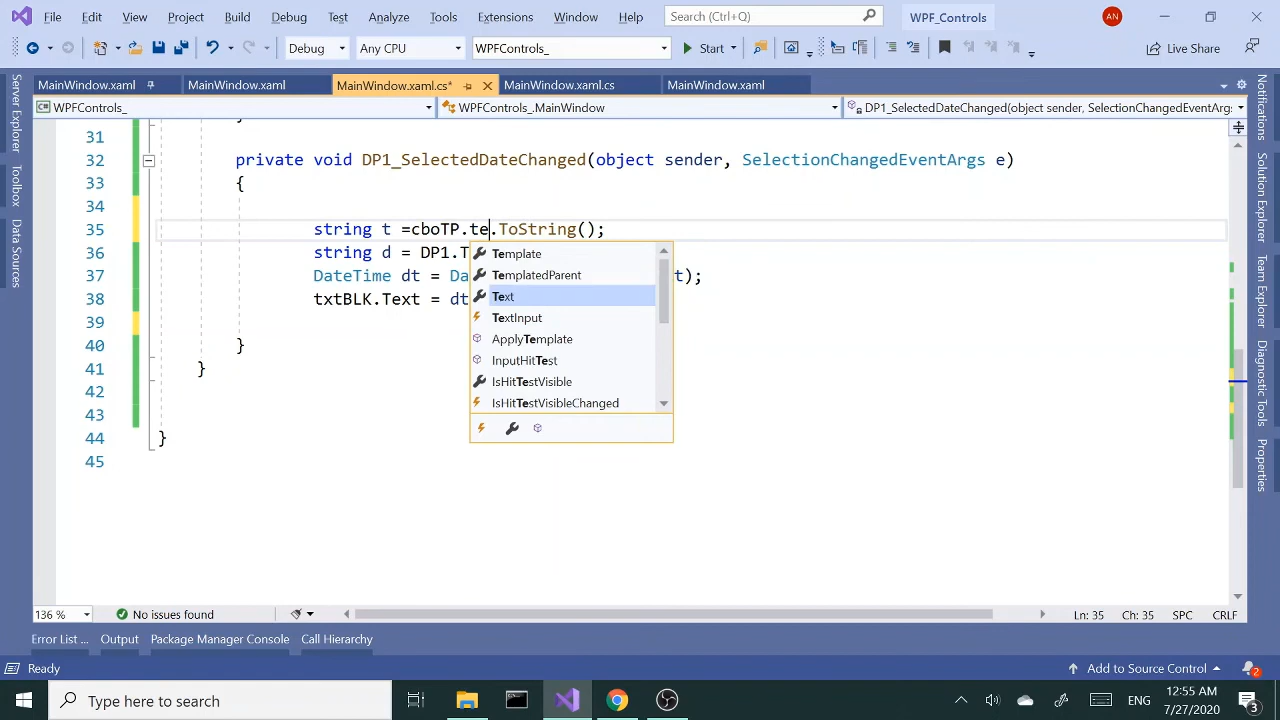 File Edit View Project Build Debug Test Analyze Tools Extensions Window Help Search (Ctrl+Q) WPF_Controls AN
Debug Any CPU WPFControls_ Start Live Share
MainWindow.xaml MainWindow.xaml MainWindow.xaml.cs* MainWindow.xaml.cs MainWindow.xaml
WPFControls_ WPFControls_.MainWindow DP1_SelectedDateChanged(object sender, SelectionChangedEventArgs
Server Explorer
Toolbox
Data Sources
31
32 private void DP1_SelectedDateChanged(object sender, SelectionChangedEventArgs e)
33 {
34
35 string t =cboTP.te.ToString();
36 string d = DP1.T
37 DateTime dt = Da t);
38 txtBLK.Text = dt
39
40 }
41 }
42
43
44 }
45
Template
TemplatedParent
Text
TextInput
ApplyTemplate
InputHitTest
IsHitTestVisible
IsHitTestVisibleChanged
Notifications
Solution Explorer
Team Explorer
Diagnostic Tools
Properties
136 % No issues found Ln: 35 Ch: 35 SPC CRLF
Error List ... Output Package Manager Console Call Hierarchy
Ready Add to Source Control 2
Type here to search ENG 12:55 AM
7/27/2020 3